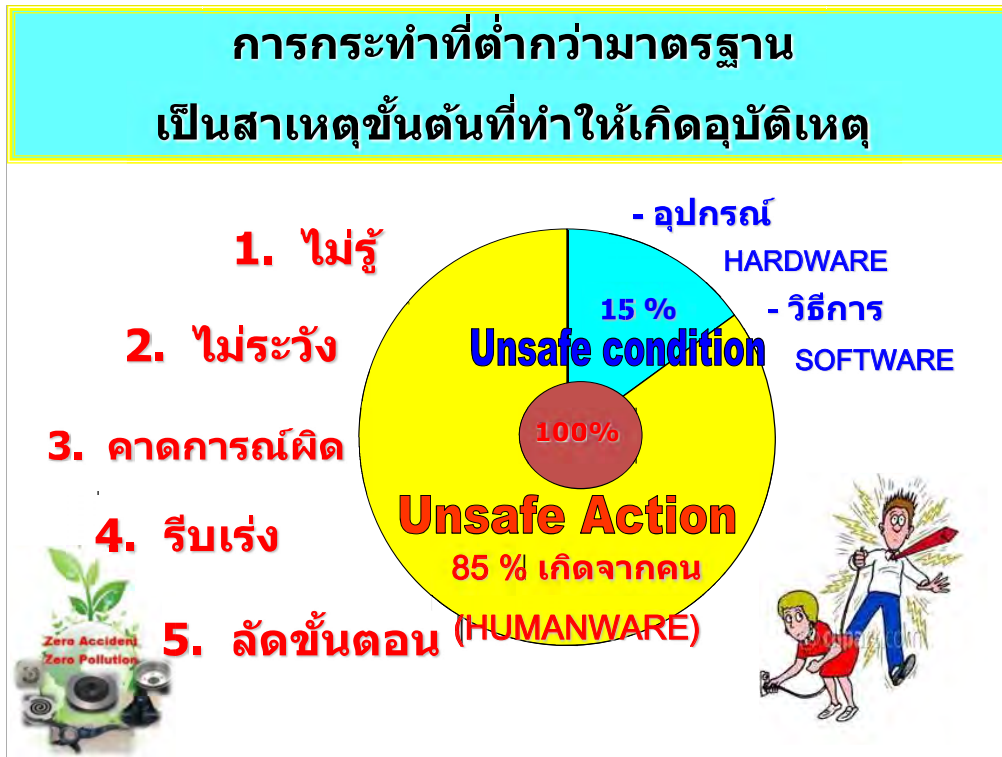 การกระทำที่ต่ำกว่ามาตรฐาน
เป็นสาเหตุขั้นต้นที่ทำให้เกิดอุบัติเหตุ
1. ไม่รู้
2. ไม่ระวัง
3. คาดการณ์ผิด
4. รีบเร่ง
5. ลัดขั้นตอน
- อุปกรณ์
HARDWARE
- วิธีการ
SOFTWARE
15 %
Unsafe condition
100%
Unsafe Action
85 % เกิดจากคน
(HUMANWARE)
Zero Accident
Zero Pollution